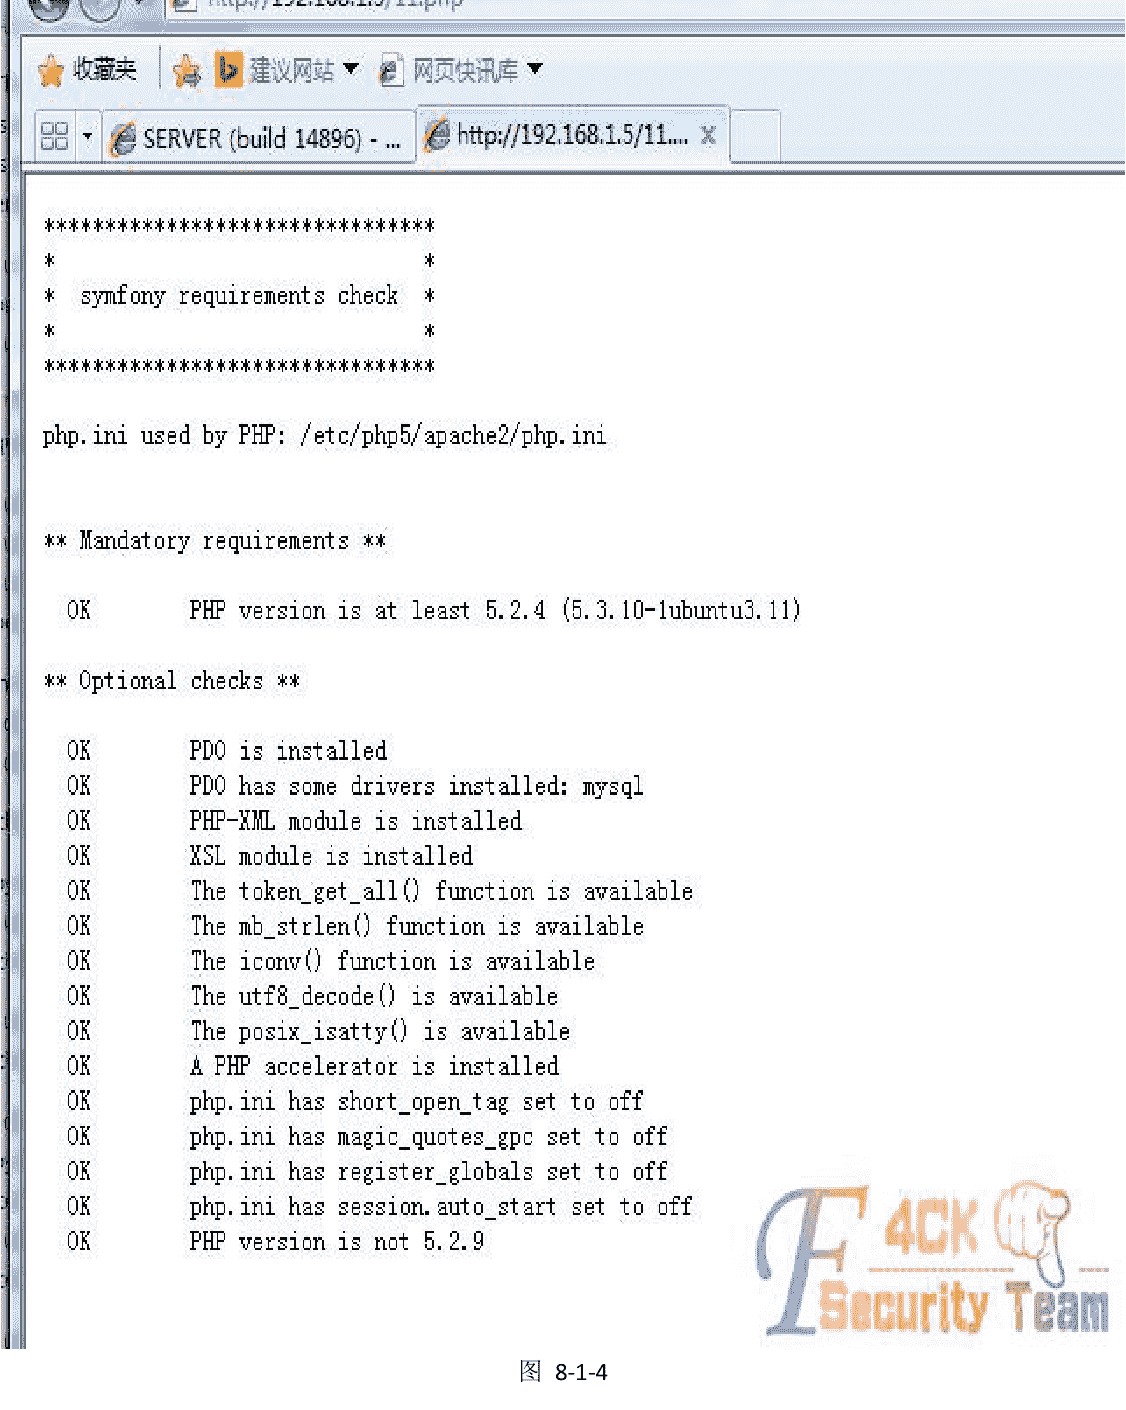 http://192.168.1.5/11.php
收藏夹 建议网站 网页快讯库
SERVER (build 14896) - ... http://192.168.1.5/11.... X
********************************
* *
* symfony requirements check *
* *
********************************
php.ini used by PHP: /etc/php5/apache2/php.ini
** Mandatory requirements **
OK PHP version is at least 5.2.4 (5.3.10-1ubuntu3.11)
** Optional checks **
OK PDO is installed
OK PDO has some drivers installed: mysql
OK PHP-XML module is installed
OK XSL module is installed
OK The token_get_all() function is available
OK The mb_strlen() function is available
OK The iconv() function is available
OK The utf8_decode() is available
OK The posix_isatty() is available
OK A PHP accelerator is installed
OK php.ini has short_open_tag set to off
OK php.ini has magic_quotes_gpc set to off
OK php.ini has register_globals set to off
OK php.ini has session.auto_start set to off
OK PHP version is not 5.2.9
F4CK
Security Team
图 8-1-4